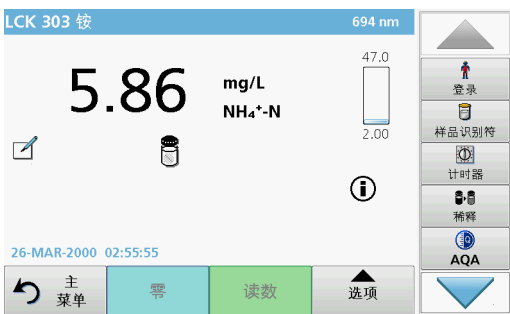 LCK 303 铵
694 nm
47.0
5.86
mg/L
NH₄⁺-N
2.00
26-MAR-2000 02:55:55
主菜单
零
读数
选项
登录
样品识别符
计时器
稀释
AQA